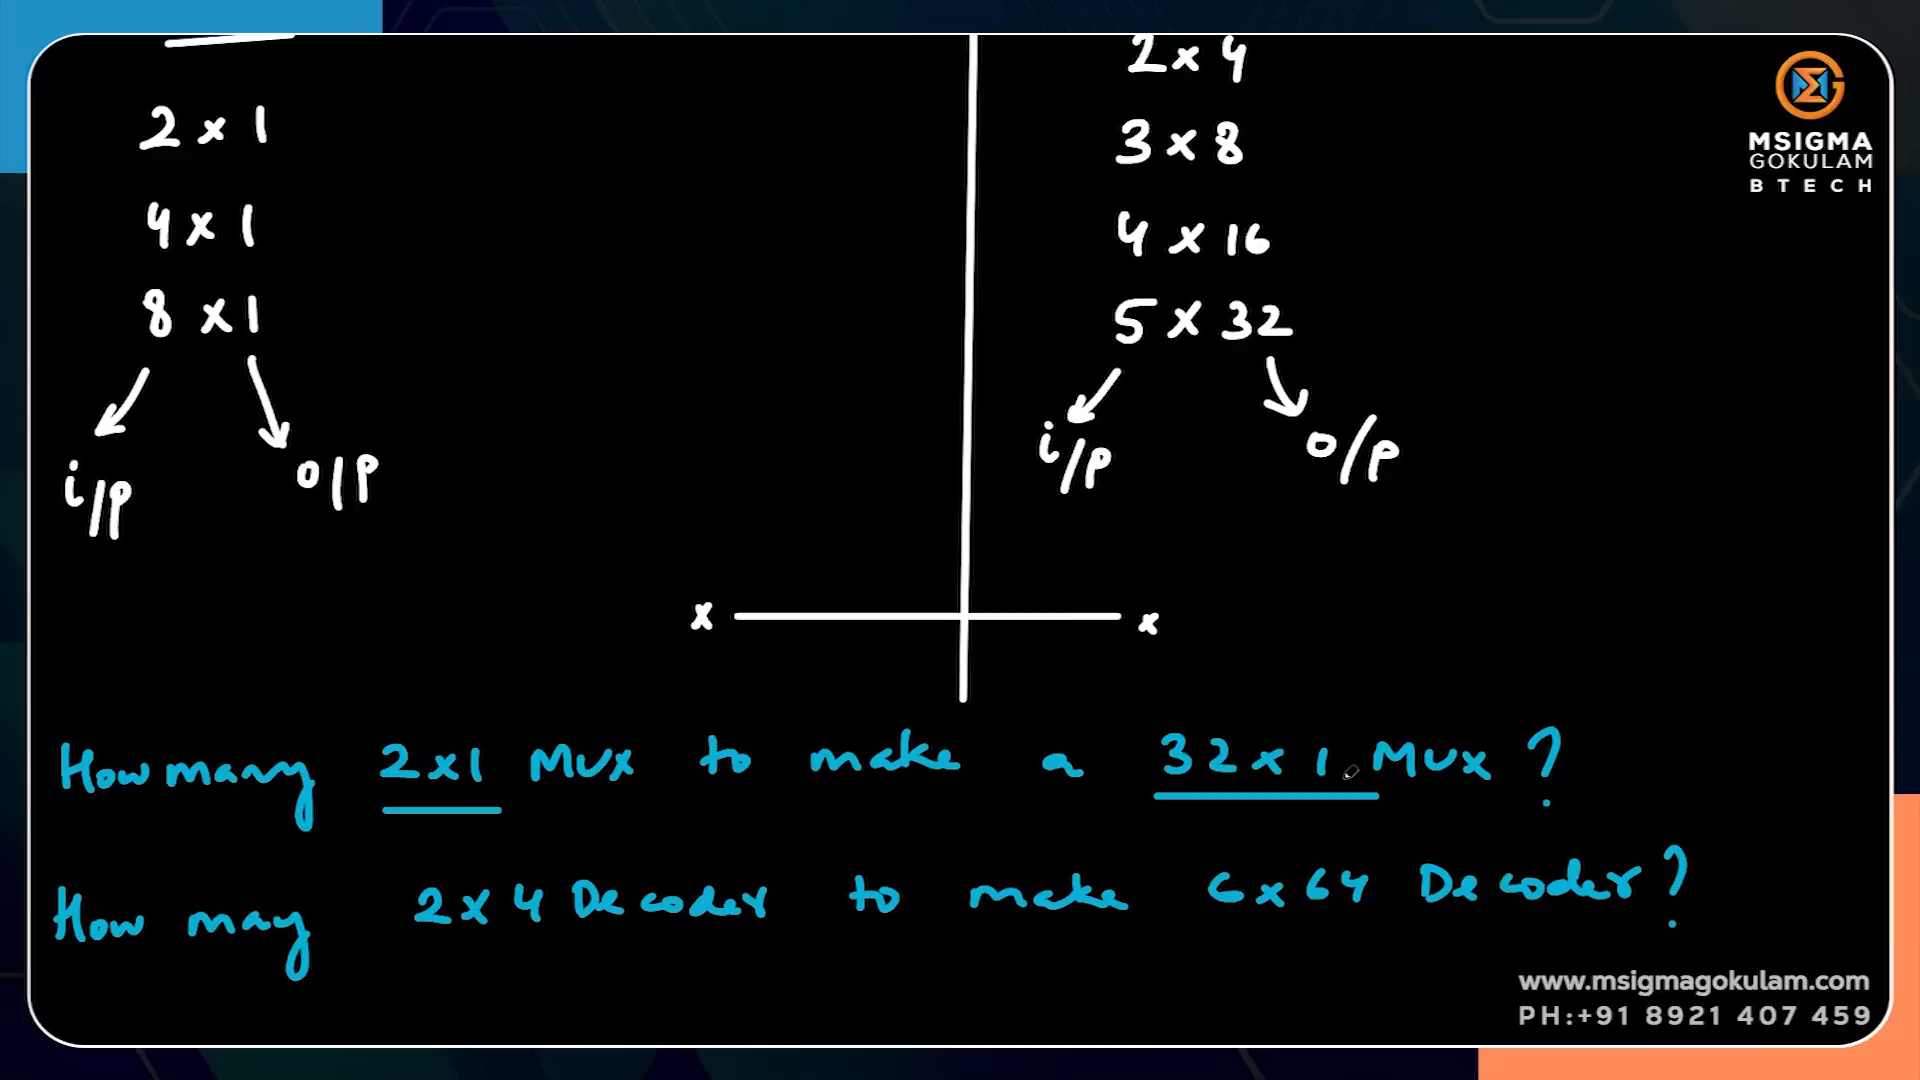 2 x 1
4 x 1
8 x 1
i/p o/p
2 x 4
3 x 8
4 x 16
5 x 32
i/p o/p
x x
How many 2x1 Mux to make a 32 x 1 Mux ?
How may 2x4 Decoder to make 6x64 Decoder ?
MSIGMA
GOKULAM
BTECH
www.msigmagokulam.com
PH:+91 8921 407 459